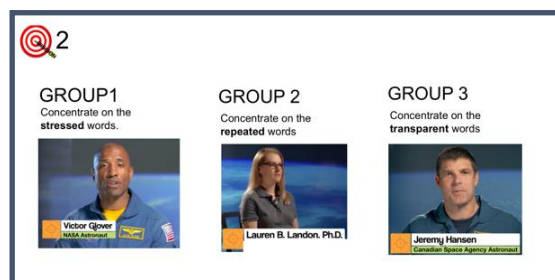 2
GROUP1
Concentrate on the
stressed words.
Victor Glover
NASA Astronaut
GROUP 2
Concentrate on the
repeated words
Lauren B. Landon. Ph.D.
GROUP 3
Concentrate on the
transparent words
Jeremy Hansen
Canadian Space Agency Astronaut